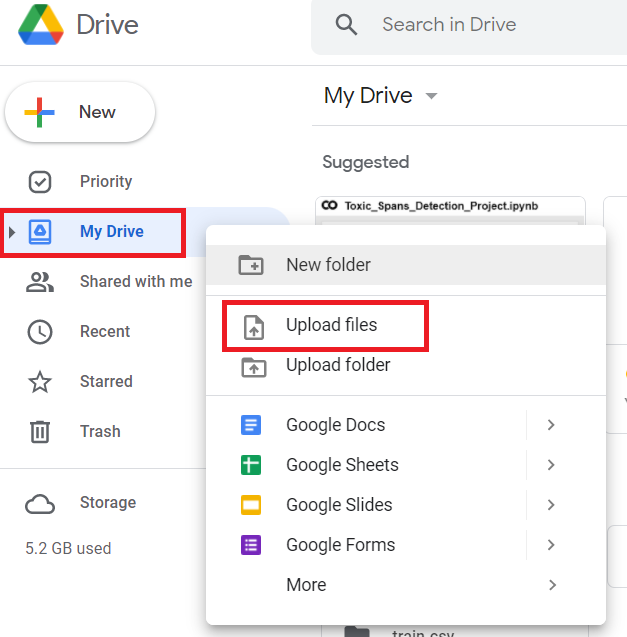 Drive
Search in Drive
New
My Drive
Suggested
Priority
Toxic_Spans_Detection_Project.ipynb
My Drive
Shared with me
Recent
Starred
Trash
Storage
5.2 GB used
New folder
Upload files
Upload folder
Google Docs
Google Sheets
Google Slides
Google Forms
More
train.csv